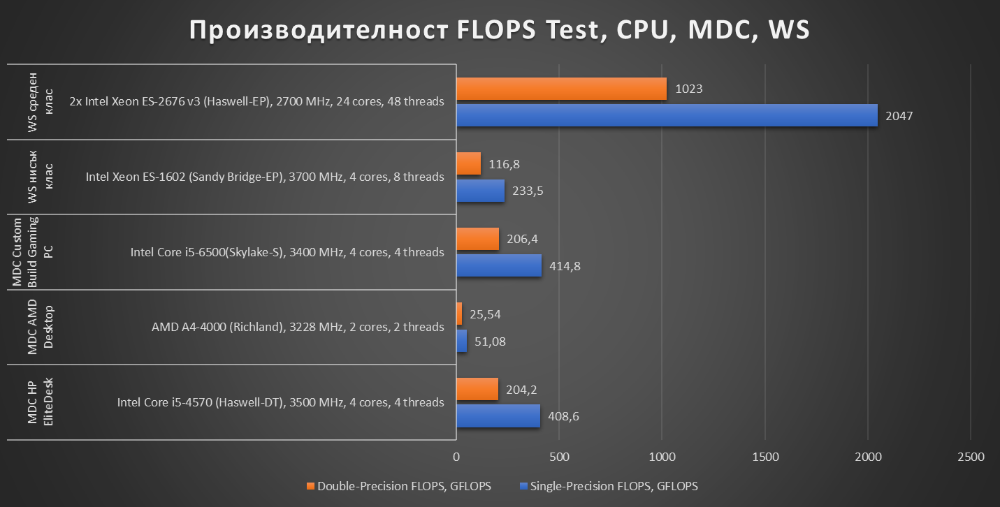 Производителност FLOPS Test, CPU, MDC, WS
WS среден
клас
2x Intel Xeon ES-2676 v3 (Haswell-EP), 2700 MHz, 24 cores, 48 threads
1023
2047
WS нисък
клас
Intel Xeon ES-1602 (Sandy Bridge-EP), 3700 MHz, 4 cores, 8 threads
116,8
233,5
MDC Custom
Build Gaming
PC
Intel Core i5-6500(Skylake-S), 3400 MHz, 4 cores, 4 threads
206,4
414,8
MDC AMD
Desktop
AMD A4-4000 (Richland), 3228 MHz, 2 cores, 2 threads
25,54
51,08
MDC HP
EliteDesk
Intel Core i5-4570 (Haswell-DT), 3500 MHz, 4 cores, 4 threads
204,2
408,6
0 500 1000 1500 2000 2500
Double-Precision FLOPS, GFLOPS Single-Precision FLOPS, GFLOPS